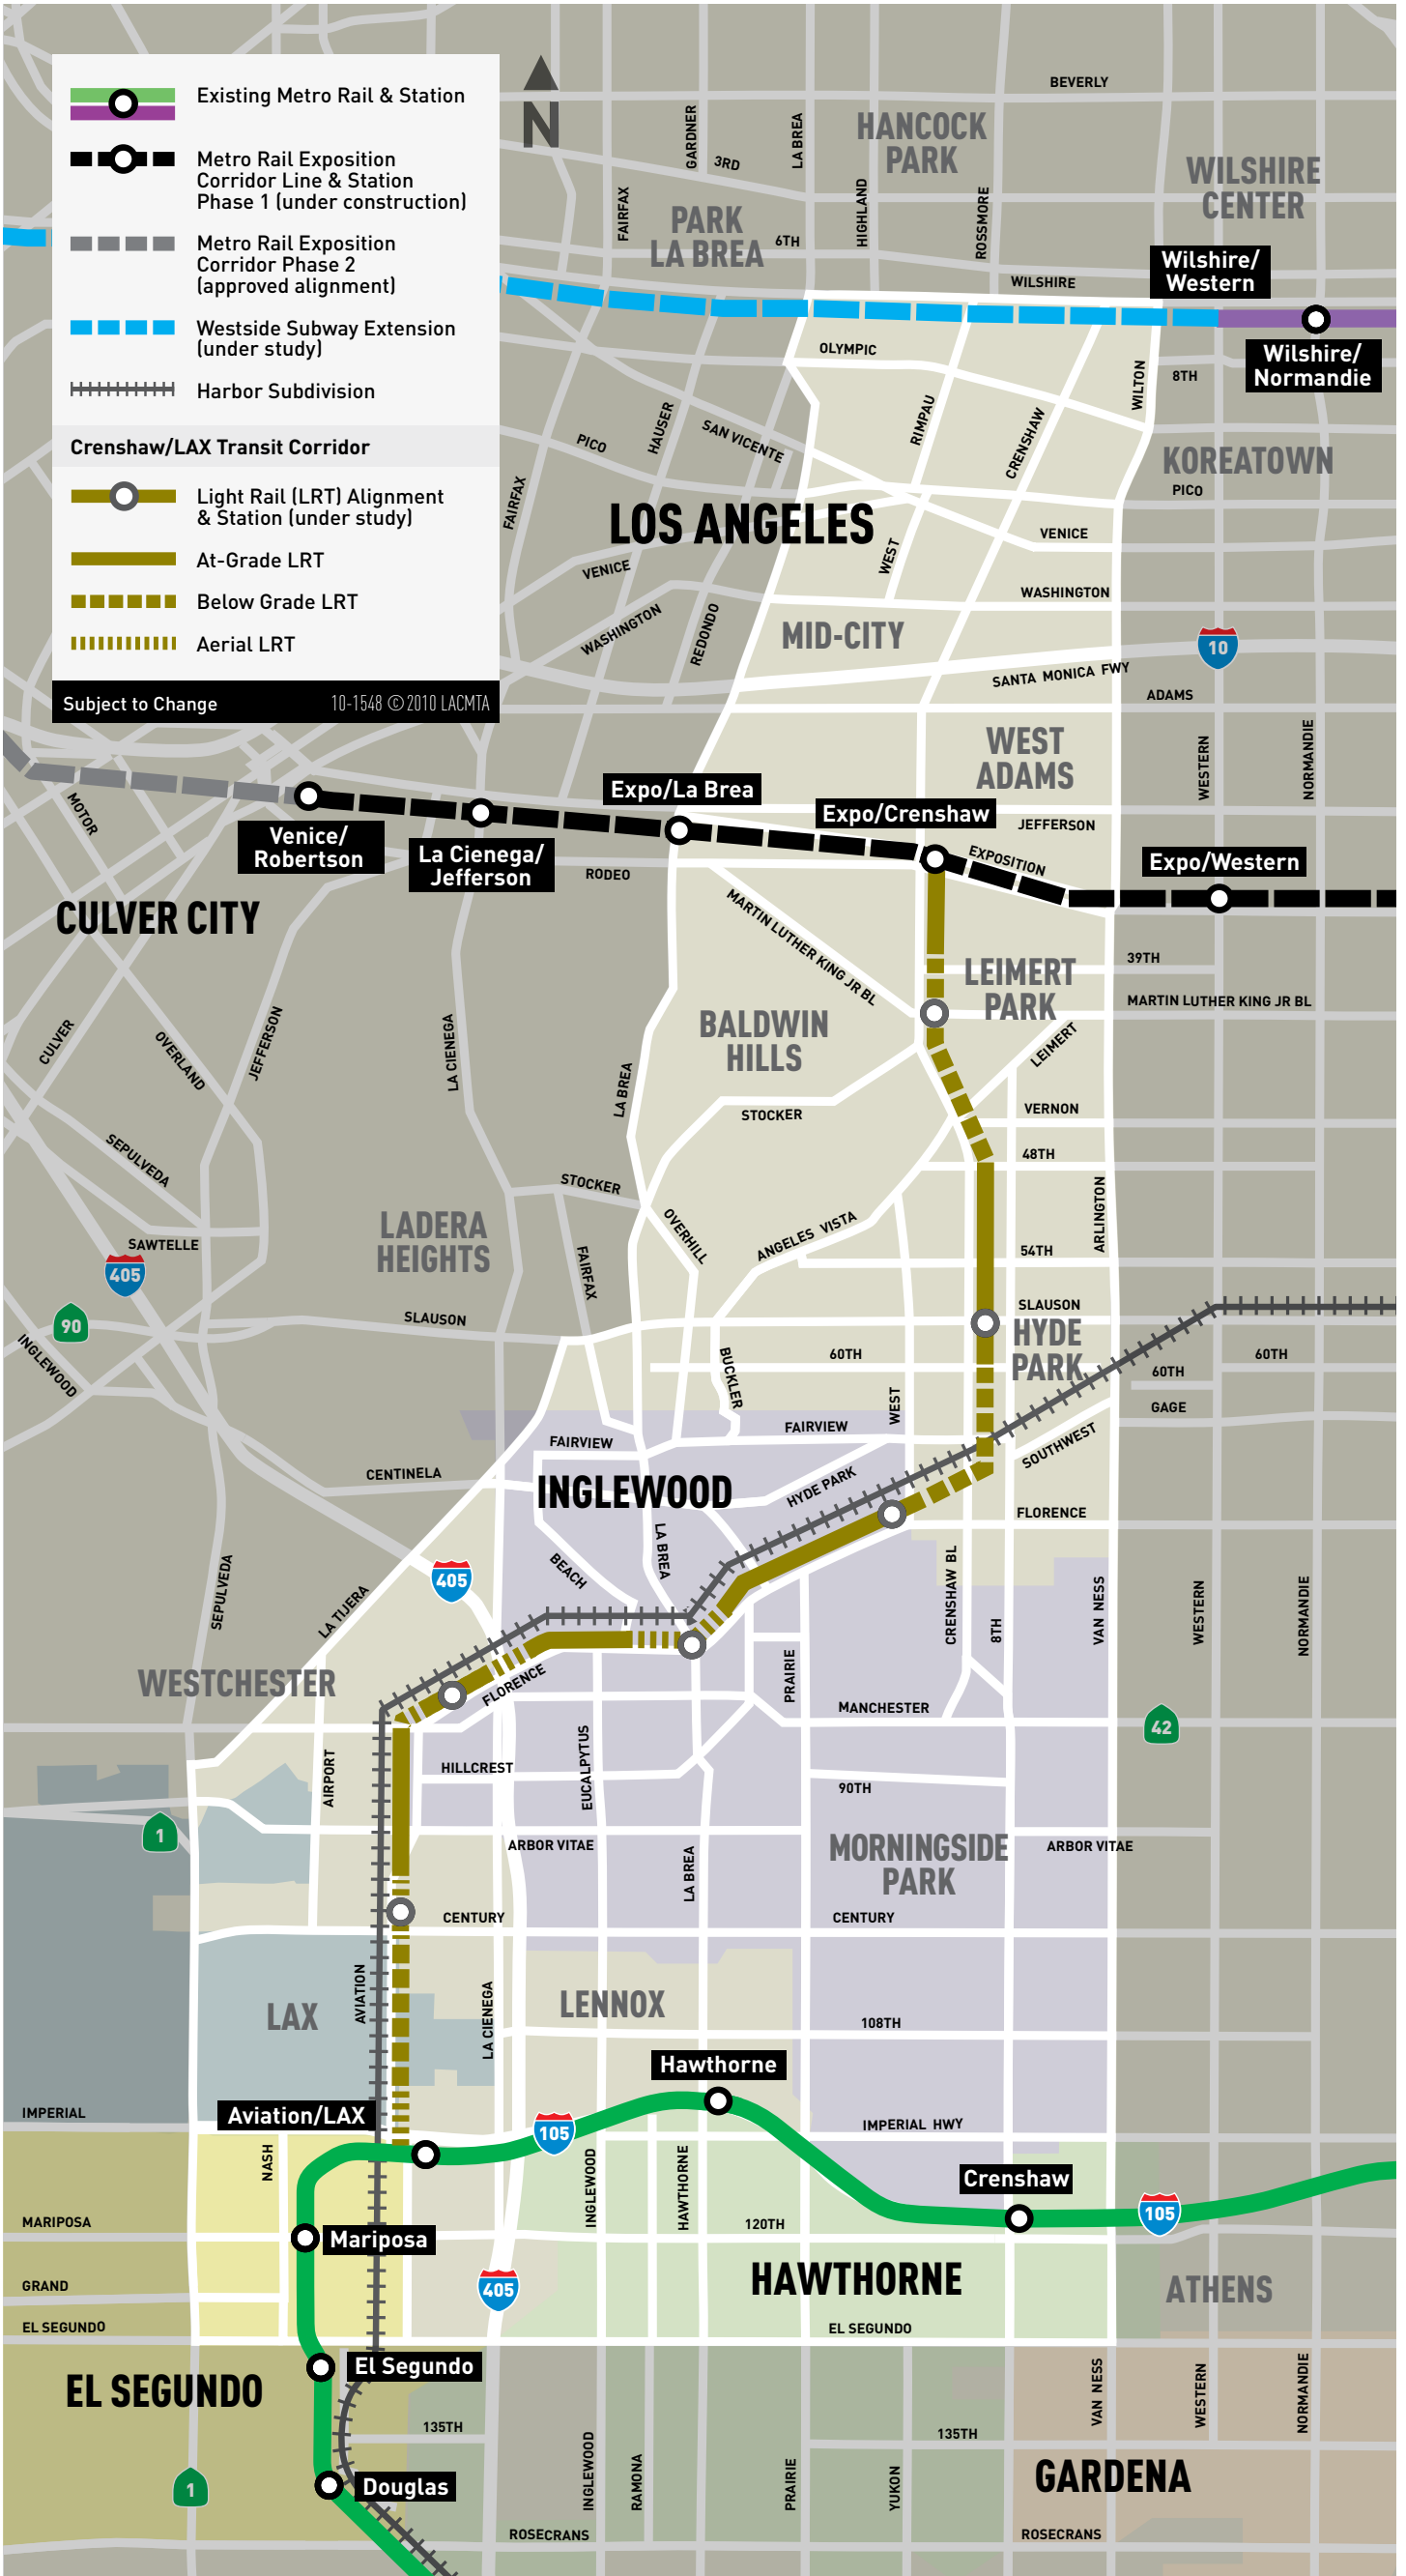 Existing Metro Rail & Station
Metro Rail Exposition
Corridor Line & Station
Phase 1 (under construction)
Metro Rail Exposition
Corridor Phase 2
(approved alignment)
Westside Subway Extension
(under study)
Harbor Subdivision
Crenshaw/LAX Transit Corridor
Light Rail (LRT) Alignment
& Station (under study)
At-Grade LRT
Below Grade LRT
Aerial LRT
Subject to Change
10-1548 ©2010 LACMTA
N
BEVERLY
GARDNER
LA BREA
HANCOCK
PARK
3RD
WILSHIRE
CENTER
FAIRFAX
HIGHLAND
ROSSMORE
PARK
LA BREA
6TH
WILSHIRE
Wilshire/
Western
Wilshire/
Normandie
OLYMPIC
8TH
WILTON
RIMPAU
CRENSHAW
HAUSER
SAN VICENTE
PICO
KOREATOWN
PICO
FAIRFAX
LOS ANGELES
VENICE
WEST
VENICE
WASHINGTON
WASHINGTON
REDONDO
MID-CITY
10
SANTA MONICA FWY
ADAMS
WEST
ADAMS
WESTERN
NORMANDIE
MOTOR
Expo/La Brea
Expo/Crenshaw
JEFFERSON
Venice/
Robertson
La Cienega/
Jefferson
RODEO
EXPOSITION
Expo/Western
CULVER CITY
MARTIN LUTHER KING JR BL
39TH
LEIMERT
PARK
MARTIN LUTHER KING JR BL
BALDWIN
HILLS
LEIMERT
CULVER
OVERLAND
JEFFERSON
LA CIENEGA
LA BREA
STOCKER
VERNON
48TH
SEPULVEDA
STOCKER
ARLINGTON
OVERHILL
ANGELES VISTA
LADERA
HEIGHTS
SAWTELLE
54TH
405
FAIRFAX
SLAUSON
90
SLAUSON
HYDE
PARK
INGLEWOOD
60TH
60TH
60TH
BUCKLER
WEST
GAGE
FAIRVIEW
FAIRVIEW
SOUTHWEST
CENTINELA
INGLEWOOD
HYDE PARK
FLORENCE
LA BREA
BEACH
405
CRENSHAW BL
8TH
VAN NESS
WESTERN
NORMANDIE
SEPULVEDA
LA TIJERA
WESTCHESTER
FLORENCE
PRAIRIE
MANCHESTER
42
AIRPORT
HILLCREST
EUCALPYTUS
90TH
1
ARBOR VITAE
MORNINGSIDE
PARK
ARBOR VITAE
LA BREA
CENTURY
CENTURY
AVIATION
LAX
LA CIENEGA
LENNOX
108TH
Hawthorne
IMPERIAL
Aviation/LAX
105
IMPERIAL HWY
NASH
INGLEWOOD
HAWTHORNE
Crenshaw
105
MARIPOSA
Mariposa
120TH
GRAND
405
HAWTHORNE
ATHENS
EL SEGUNDO
EL SEGUNDO
El Segundo
EL SEGUNDO
VAN NESS
WESTERN
NORMANDIE
135TH
135TH
1
Douglas
INGLEWOOD
RAMONA
PRAIRIE
YUKON
GARDENA
ROSECRANS
ROSECRANS